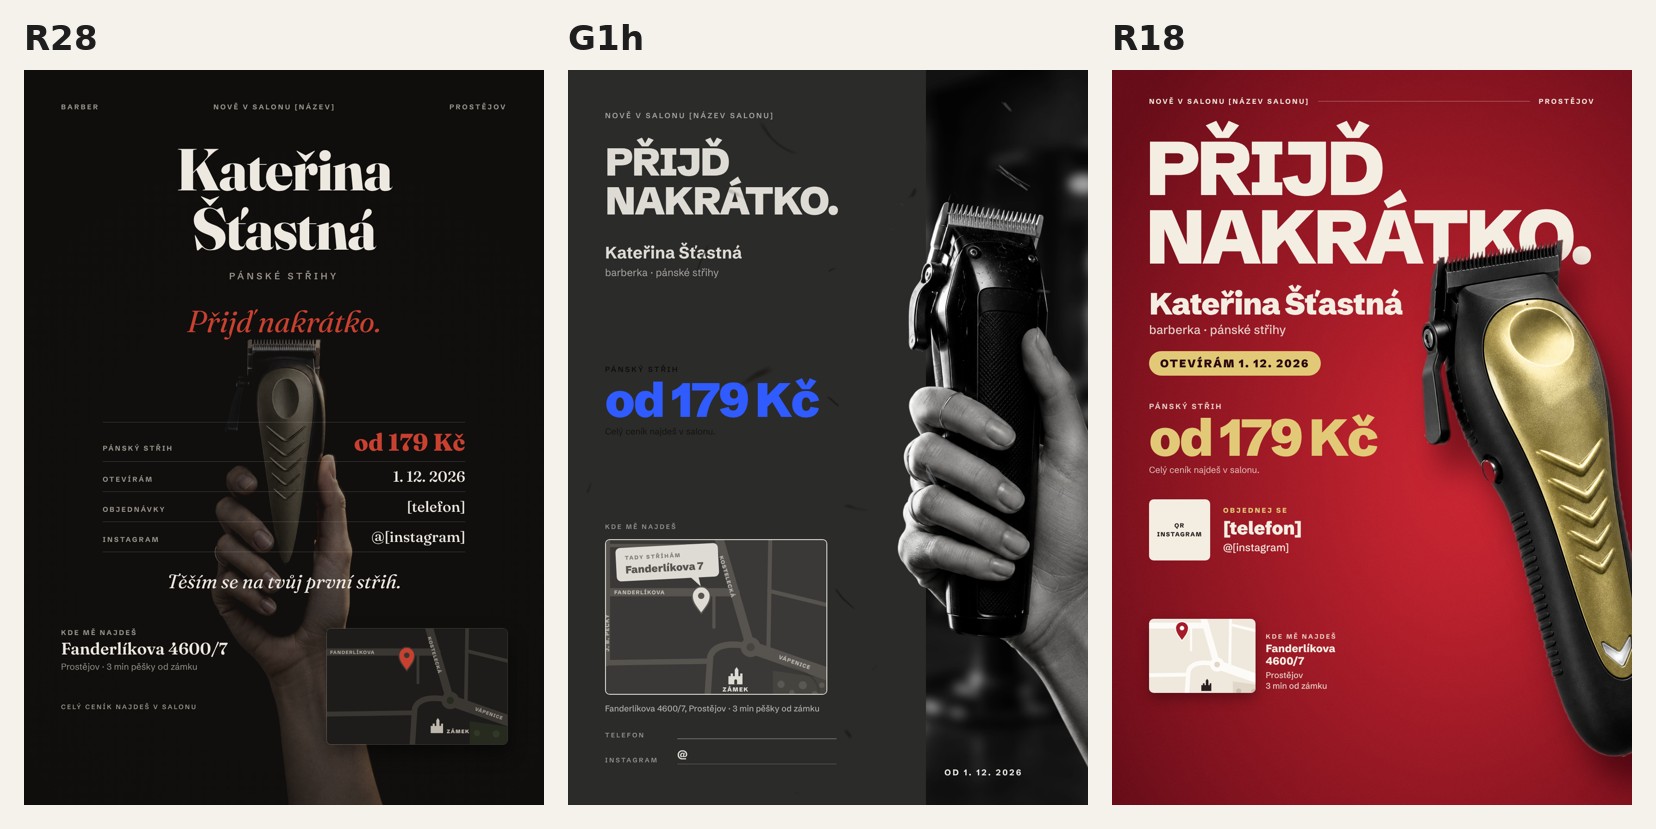 R28
BARBER
NOVĚ V SALONU [NÁZEV]
PROSTĚJOV
Kateřina
Šťastná
PÁNSKÉ STŘIHY
Přijď nakrátko.
PÁNSKÝ STŘIH
od 179 Kč
OTEVÍRÁM
1. 12. 2026
OBJEDNÁVKY
[telefon]
INSTAGRAM
@[instagram]
Těším se na tvůj první střih.
KDE MĚ NAJDEŠ
Fanderlíkova 4600/7
Prostějov · 3 min pěšky od zámku
CELÝ CENÍK NAJDEŠ V SALONU
FANDERLÍKOVA
KOSTELECKÁ
VÁPENICE
ZÁMEK
G1h
NOVĚ V SALONU [NÁZEV SALONU]
PŘIJĎ
NAKRÁTKO.
Kateřina Šťastná
barberka · pánské střihy
PÁNSKÝ STŘIH
od 179 Kč
Celý ceník najdeš v salonu.
KDE MĚ NAJDEŠ
TADY STŘÍHÁM
Fanderlíkova 7
KOSTELECKÁ
FANDERLÍKOVA
VÁPENICE
ZÁMEK
Fanderlíkova 4600/7, Prostějov · 3 min pěšky od zámku
TELEFON
INSTAGRAM
@
OD 1. 12. 2026
R18
NOVĚ V SALONU [NÁZEV SALONU]
PROSTĚJOV
PŘIJĎ
NAKRÁTKO.
Kateřina Šťastná
barberka · pánské střihy
OTEVÍRÁM 1. 12. 2026
PÁNSKÝ STŘIH
od 179 Kč
Celý ceník najdeš v salonu.
QR
INSTAGRAM
OBJEDNEJ SE
[telefon]
@[instagram]
KDE MĚ NAJDEŠ
Fanderlíkova
4600/7
Prostějov
3 min od zámku